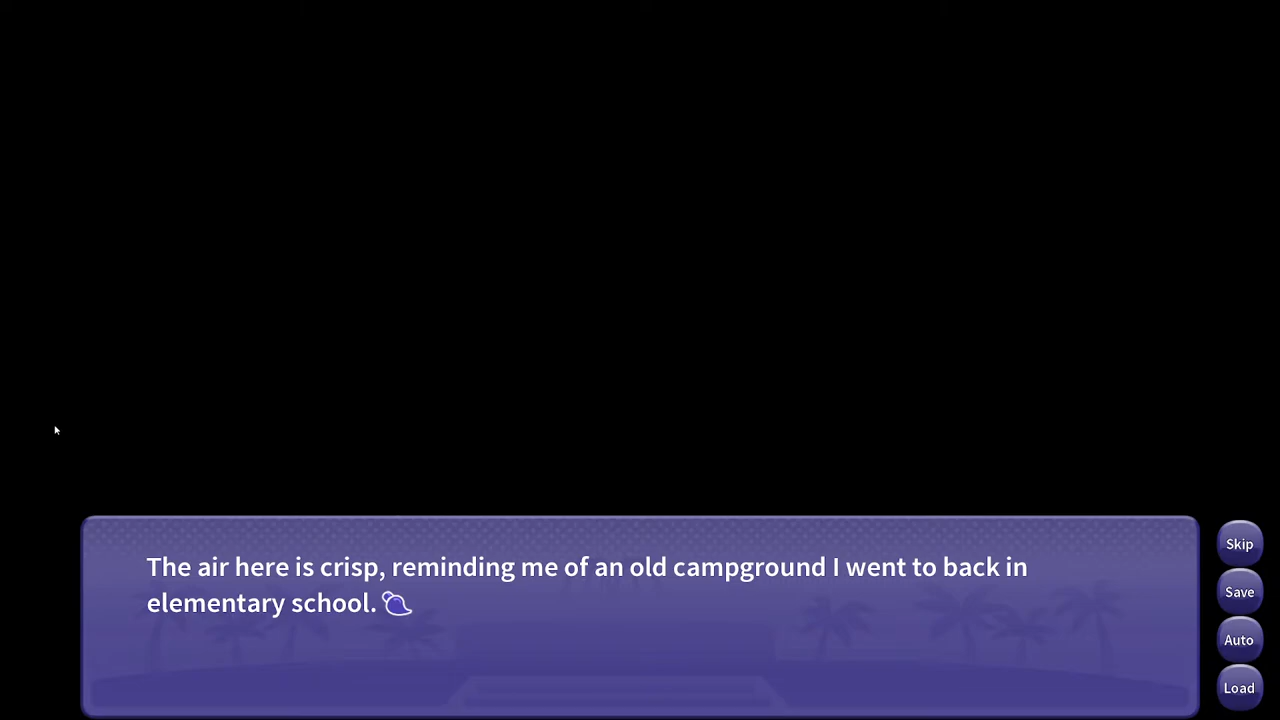 The air here is crisp, reminding me of an old campground I went to back in
elementary school.
Skip
Save
Auto
Load